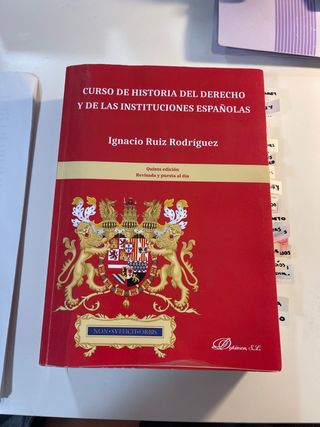 CURSO DE HISTORIA DEL DERECHO
Y DE LAS INSTITUCIONES ESPAÑOLAS
Ignacio Ruiz Rodríguez
Quinta edición
Revisada y puesta al día
NON·SVFFICIT·ORBIS
Dykinson, S.L.